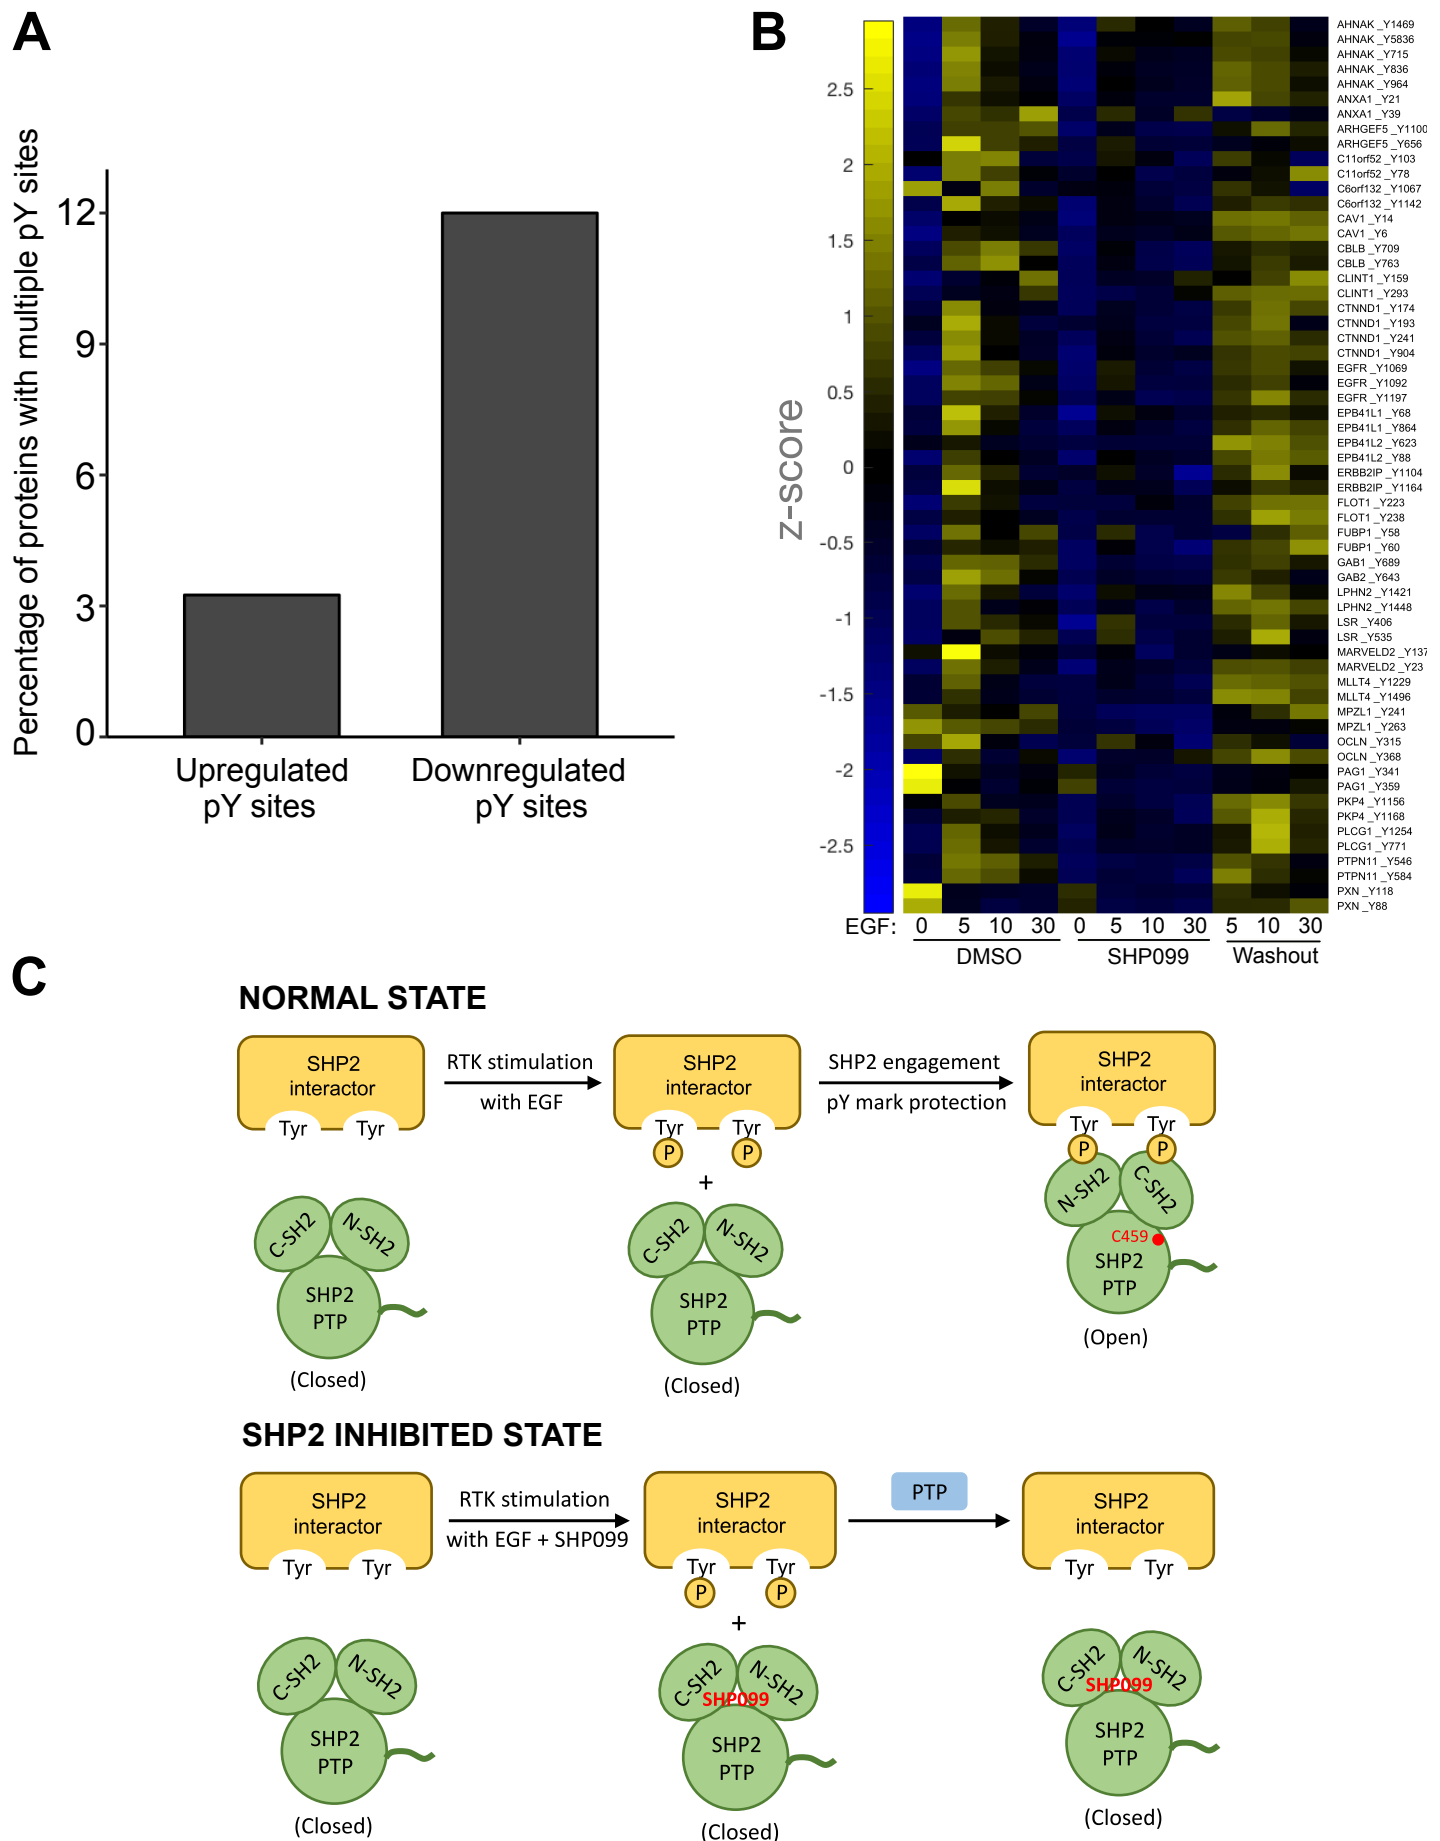 A
Percentage of proteins with multiple pY sites
12
9
6
3
0
Upregulated
pY sites
Downregulated
pY sites
B
z-score
2.5
2
1.5
1
0.5
0
-0.5
-1
-1.5
-2
-2.5
AHNAK _Y1469
AHNAK _Y5836
AHNAK _Y715
AHNAK _Y836
AHNAK _Y964
ANXA1 _Y21
ANXA1 _Y39
ARHGEF5 _Y1100
ARHGEF5 _Y656
C11orf52 _Y103
C11orf52 _Y78
C6orf132 _Y1067
C6orf132 _Y1142
CAV1 _Y14
CAV1 _Y6
CBLB _Y709
CBLB _Y763
CLINT1 _Y159
CLINT1 _Y293
CTNND1 _Y174
CTNND1 _Y193
CTNND1 _Y241
CTNND1 _Y904
EGFR _Y1069
EGFR _Y1092
EGFR _Y1197
EPB41L1 _Y68
EPB41L1 _Y864
EPB41L2 _Y623
EPB41L2 _Y88
ERBB2IP _Y1104
ERBB2IP _Y1164
FLOT1 _Y223
FLOT1 _Y238
FUBP1 _Y58
FUBP1 _Y60
GAB1 _Y689
GAB2 _Y643
LPHN2 _Y1421
LPHN2 _Y1448
LSR _Y406
LSR _Y535
MARVELD2 _Y137
MARVELD2 _Y23
MLLT4 _Y1229
MLLT4 _Y1496
MPZL1 _Y241
MPZL1 _Y263
OCLN _Y315
OCLN _Y368
PAG1 _Y341
PAG1 _Y359
PKP4 _Y1156
PKP4 _Y1168
PLCG1 _Y1254
PLCG1 _Y771
PTPN11 _Y546
PTPN11 _Y584
PXN _Y118
PXN _Y88
EGF: 0 5 10 30 0 5 10 30 5 10 30
DMSO SHP099 Washout
C
NORMAL STATE
SHP2
interactor
Tyr Tyr
RTK stimulation
with EGF
SHP2
interactor
Tyr Tyr
P P
+
SHP2 engagement
pY mark protection
SHP2
interactor
Tyr Tyr
P P
C-SH2 N-SH2
SHP2
PTP
(Closed)
C-SH2 N-SH2
SHP2
PTP
(Closed)
N-SH2 C-SH2
C459
SHP2
PTP
(Open)
SHP2 INHIBITED STATE
SHP2
interactor
Tyr Tyr
RTK stimulation
with EGF + SHP099
SHP2
interactor
Tyr Tyr
P P
+
PTP
SHP2
interactor
Tyr Tyr
C-SH2 N-SH2
SHP2
PTP
(Closed)
C-SH2 N-SH2
SHP099
SHP2
PTP
(Closed)
C-SH2 N-SH2
SHP099
SHP2
PTP
(Closed)